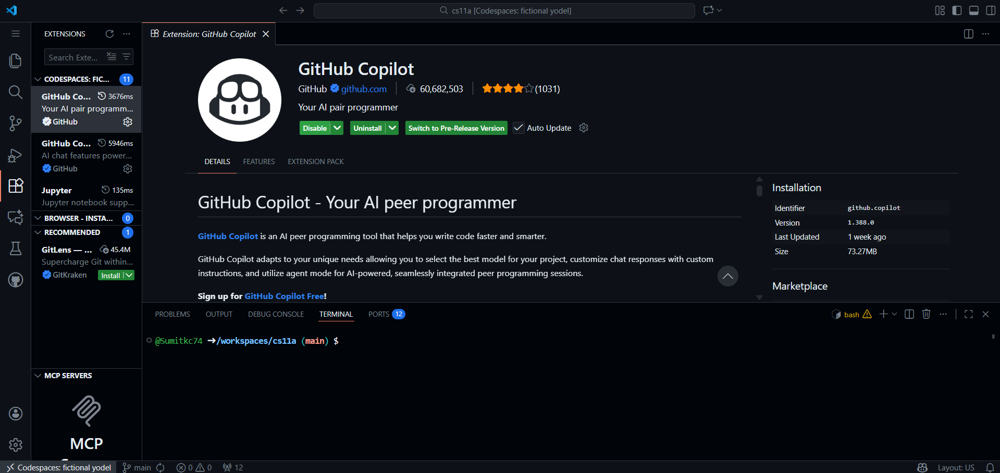 cs11a [Codespaces: fictional yodel]
EXTENSIONS
Search Exte...
CODESPACES: FIC... 11
GitHub Co... 3676ms
Your AI pair programm...
GitHub
GitHub Co... 5946ms
AI chat features power...
GitHub
Jupyter 135ms
Jupyter notebook supp...
BROWSER - INSTA... 0
RECOMMENDED 1
GitLens — ... 45.4M
Supercharge Git within...
GitKraken Install
MCP SERVERS
MCP
Extension: GitHub Copilot
GitHub Copilot
GitHub github.com 60,682,503 (1031)
Your AI pair programmer
Disable Uninstall Switch to Pre-Release Version Auto Update
DETAILS FEATURES EXTENSION PACK
GitHub Copilot - Your AI peer programmer
GitHub Copilot is an AI peer programming tool that helps you write code faster and smarter.
GitHub Copilot adapts to your unique needs allowing you to select the best model for your project, customize chat responses with custom
instructions, and utilize agent mode for AI-powered, seamlessly integrated peer programming sessions.
Sign up for GitHub Copilot Free!
Installation
Identifier github.copilot
Version 1.388.0
Last Updated 1 week ago
Size 73.27MB
Marketplace
PROBLEMS OUTPUT DEBUG CONSOLE TERMINAL PORTS 12
bash
@Sumitkc74 ➜/workspaces/cs11a (main) $
Codespaces: fictional yodel main 0 0 12
Layout: US